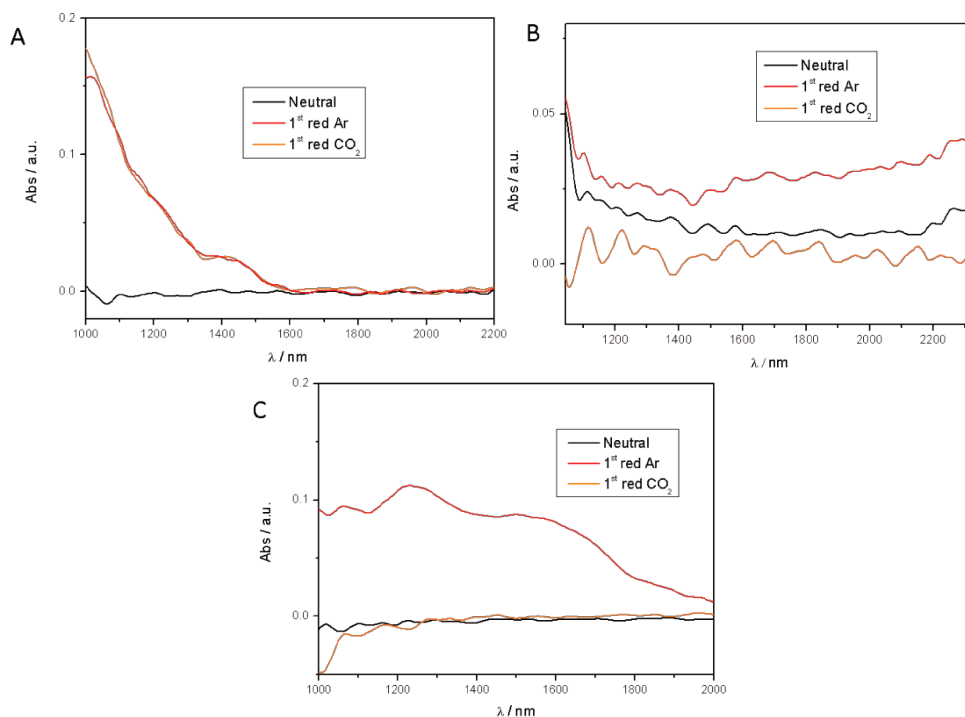 A
0.2
0.1
0.0
Abs / a.u.
Neutral
1st red Ar
1st red CO2
1000 1200 1400 1600 1800 2000 2200
λ / nm
B
0.05
0.00
Abs / a.u.
Neutral
1st red Ar
1st red CO2
1200 1400 1600 1800 2000 2200
λ / nm
C
0.2
0.1
0.0
Abs / a.u.
Neutral
1st red Ar
1st red CO2
1000 1200 1400 1600 1800 2000
λ / nm